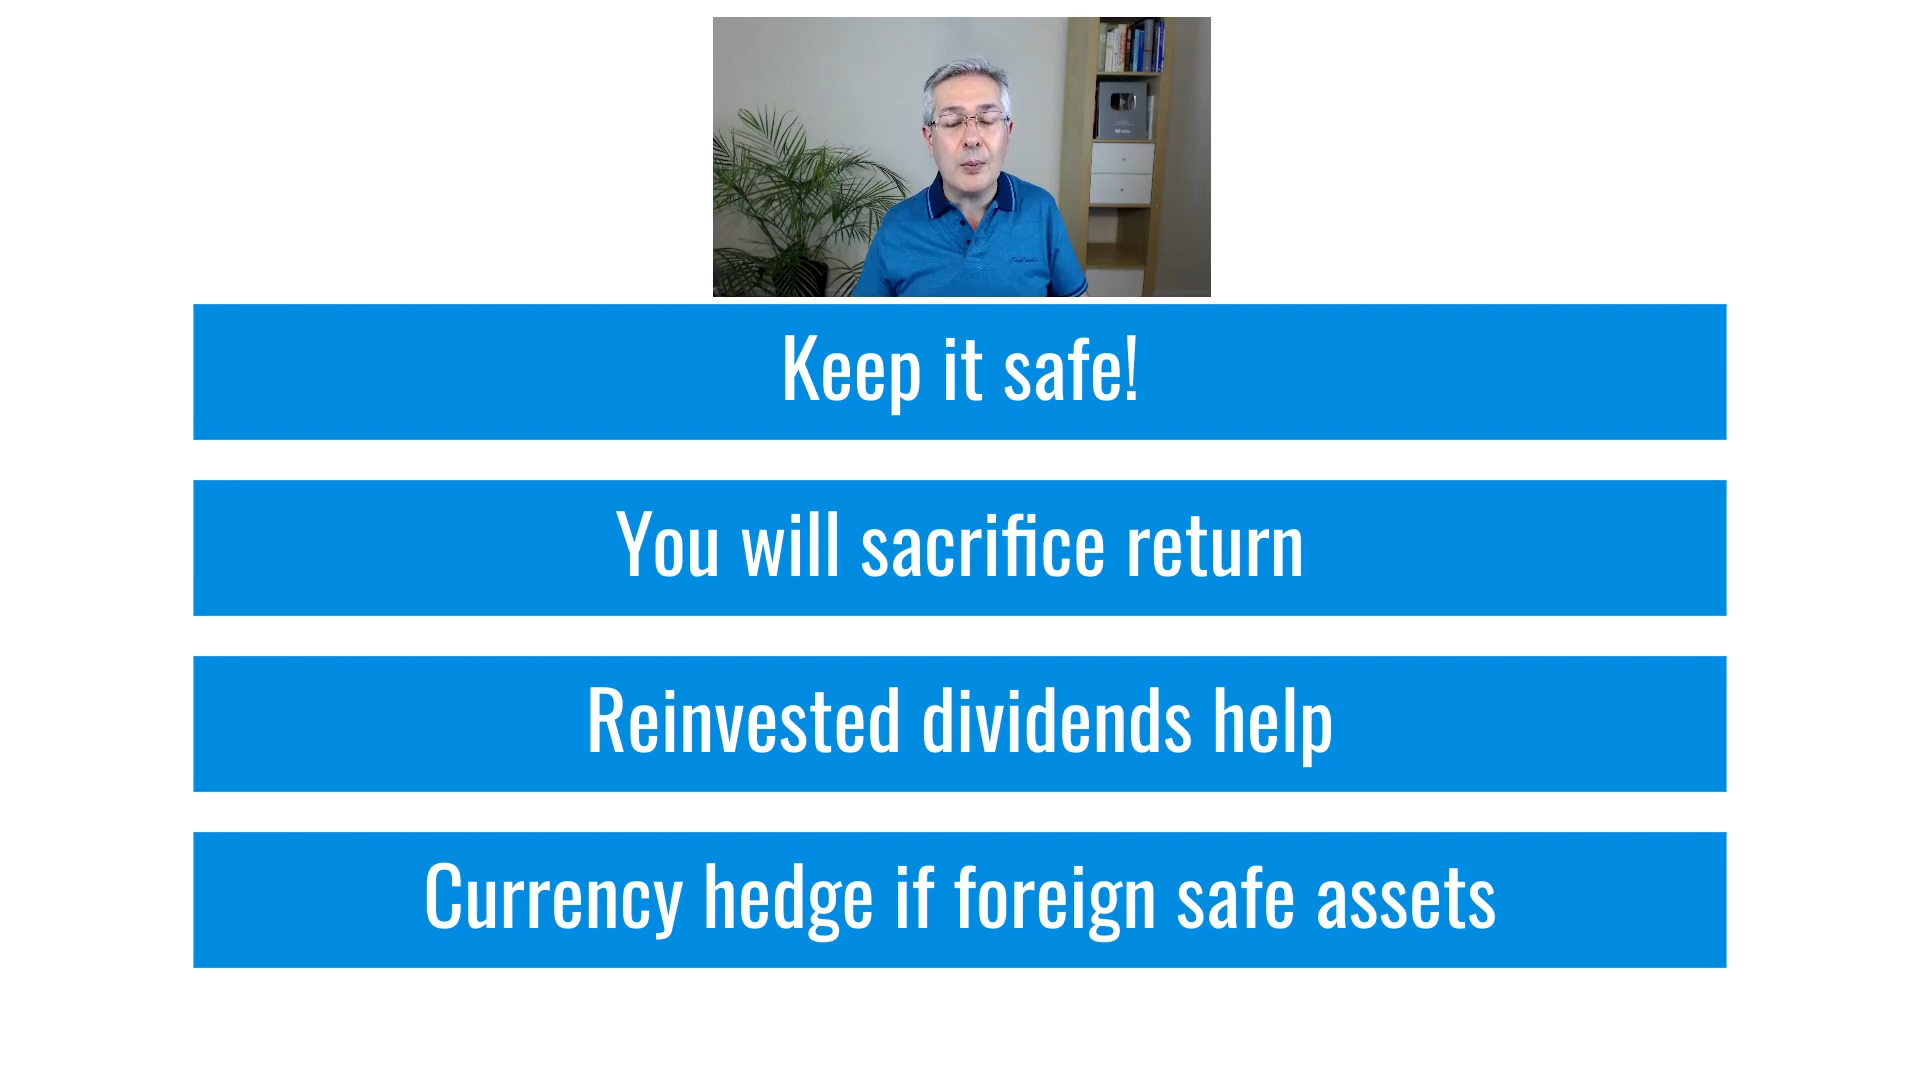 Keep it safe!
You will sacrifice return
Reinvested dividends help
Currency hedge if foreign safe assets